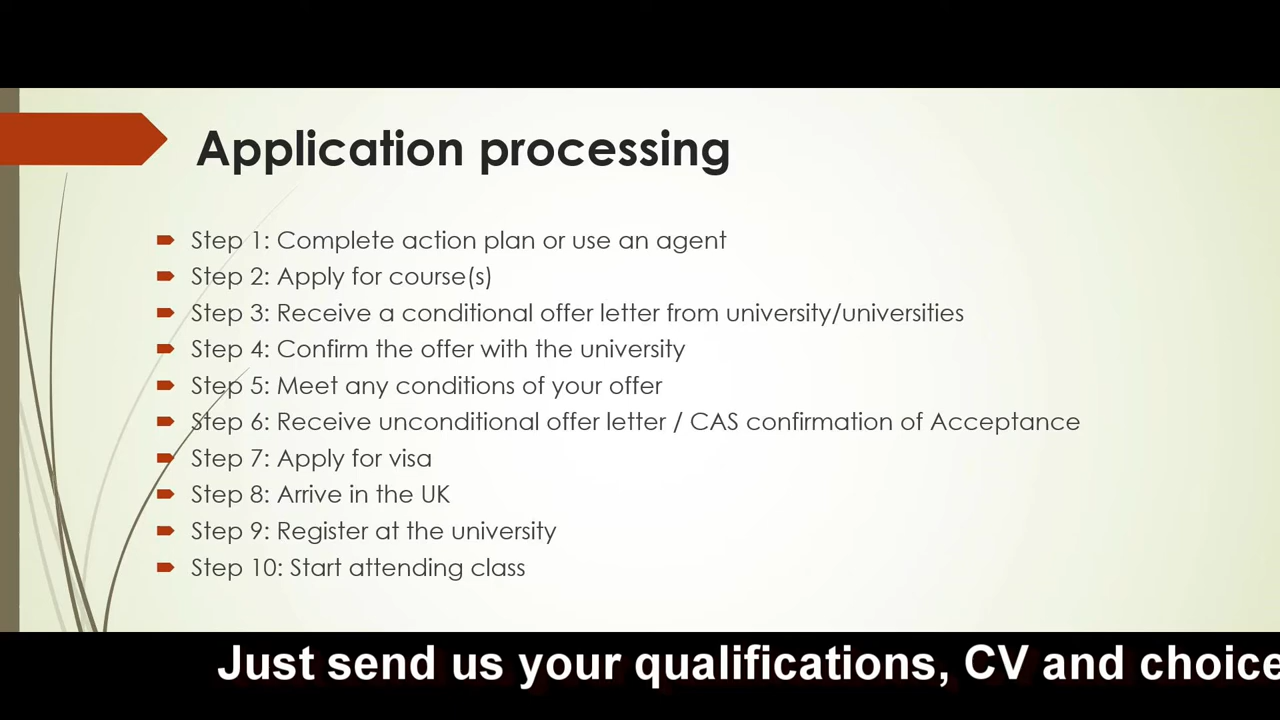 Application processing
Step 1: Complete action plan or use an agent
Step 2: Apply for course(s)
Step 3: Receive a conditional offer letter from university/universities
Step 4: Confirm the offer with the university
Step 5: Meet any conditions of your offer
Step 6: Receive unconditional offer letter / CAS confirmation of Acceptance
Step 7: Apply for visa
Step 8: Arrive in the UK
Step 9: Register at the university
Step 10: Start attending class
Just send us your qualifications, CV and choice